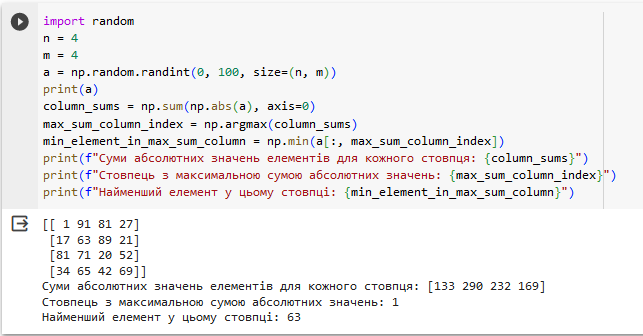 import random
n = 4
m = 4
a = np.random.randint(0, 100, size=(n, m))
print(a)
column_sums = np.sum(np.abs(a), axis=0)
max_sum_column_index = np.argmax(column_sums)
min_element_in_max_sum_column = np.min(a[:, max_sum_column_index])
print(f"Суми абсолютних значень елементів для кожного стовпця: {column_sums}")
print(f"Стовпець з максимальною сумою абсолютних значень: {max_sum_column_index}")
print(f"Найменший елемент у цьому стовпці: {min_element_in_max_sum_column}")
[[ 1 91 81 27]
 [17 63 89 21]
 [81 71 20 52]
 [34 65 42 69]]
Суми абсолютних значень елементів для кожного стовпця: [133 290 232 169]
Стовпець з максимальною сумою абсолютних значень: 1
Найменший елемент у цьому стовпці: 63